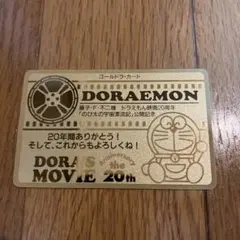 ゴールドラ・カード
DORAEMON
藤子・F・不二雄 ドラえもん映画20周年
「のび太の宇宙漂流記」公開記念
20年間ありがとう!
そして、これからもよろしくね!
DORA'S
Anniversary
the
MOVIE 20th